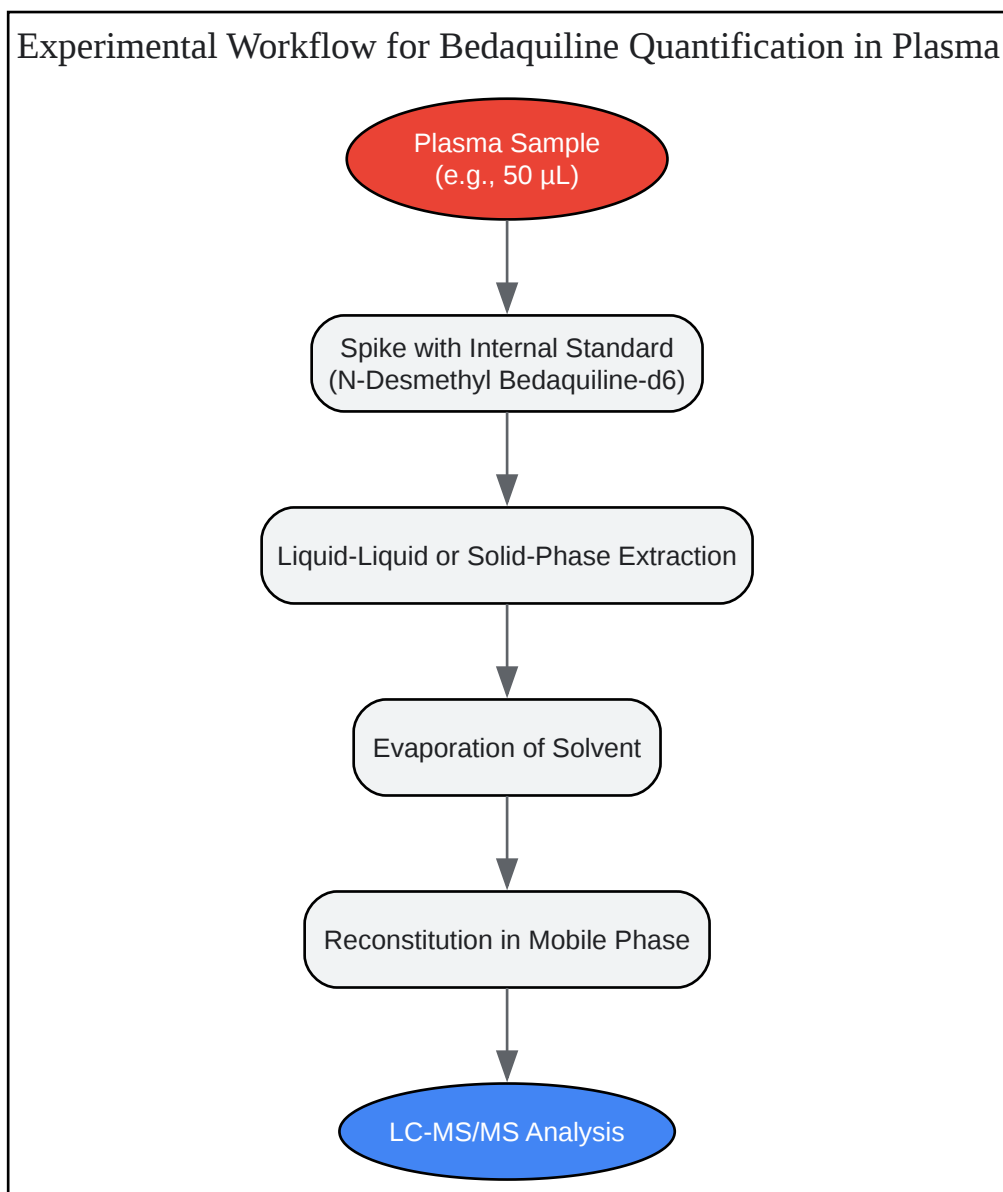 Experimental Workflow for Bedaquiline Quantification in Plasma
Plasma Sample
(e.g., 50 µL)
Spike with Internal Standard
(N-Desmethyl Bedaquiline-d6)
Liquid-Liquid or Solid-Phase Extraction
Evaporation of Solvent
Reconstitution in Mobile Phase
LC-MS/MS Analysis